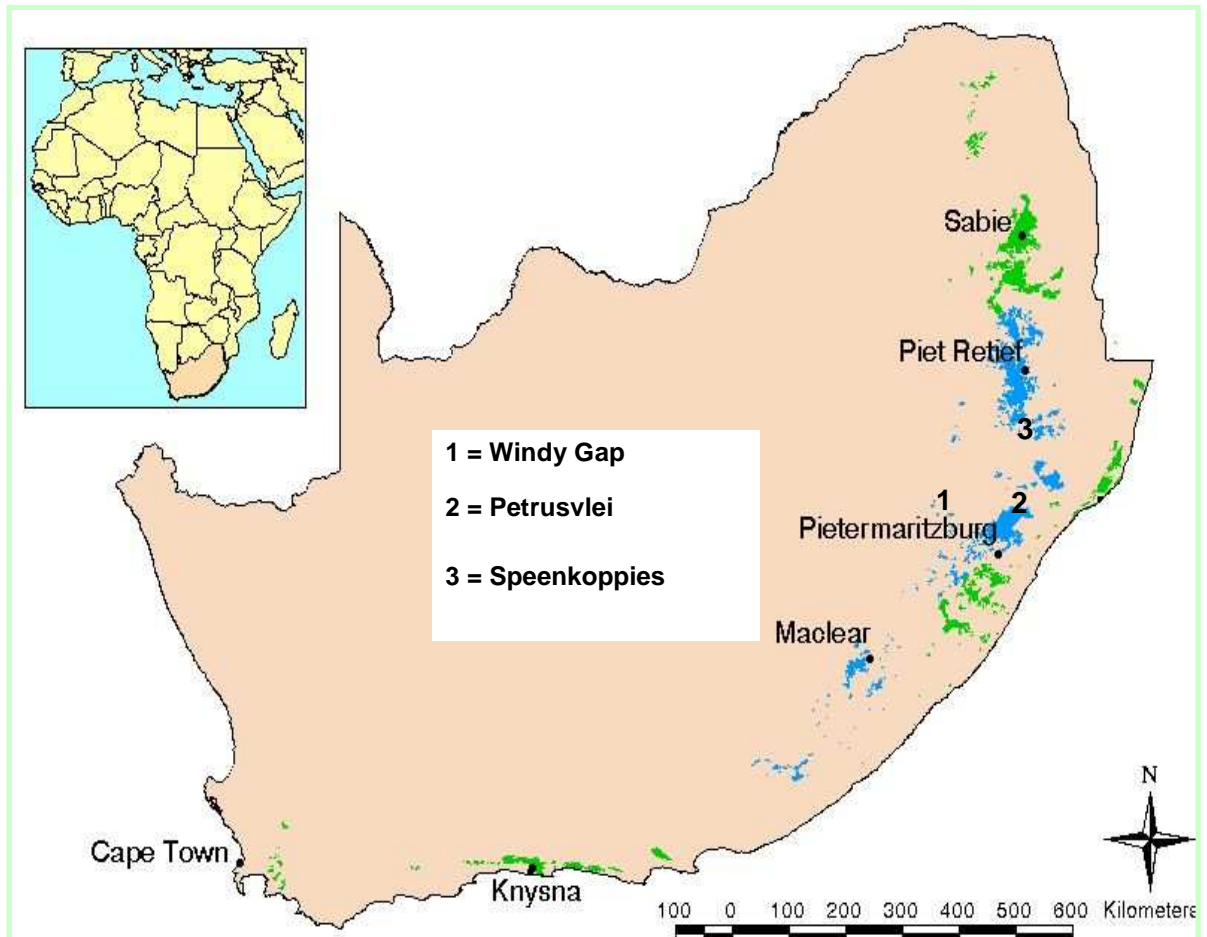 Sabie
Piet Retief
3
1 = Windy Gap
2 = Petrusvlei
3 = Speenkoppies
1
2
Pietermaritzburg
Maclear
N
Cape Town
Knysna
100 0 100 200 300 400 500 600 Kilometers